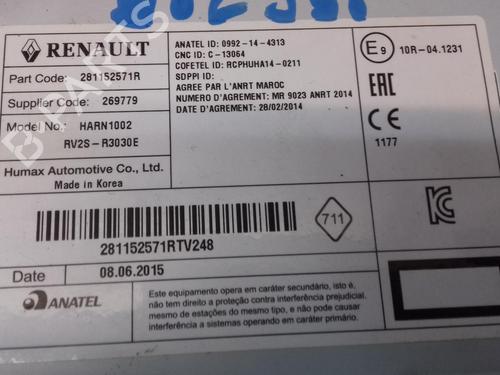 RENAULT
Part Code: 281152571R
Supplier Code: 269779
Model No.: HARN1002
RV2S-R3030E
Humax Automotive Co., Ltd.
Made in Korea
ANATEL ID: 0992-14-4313
CNC ID: C-13064
COFETEL ID: RCPHUHA14-0211
SDPPI ID:
AGREE PAR L'ANRT MAROC
NUMERO D'AGREMENT: MR 9023 ANRT 2014
DATE D'AGREMENT: 28/02/2014
E9 10R-04.1231
EAC
CE
1177
281152571RTV248
711
Date 08.06.2015
ANATEL
Este equipamento opera em caráter secundário, isto é,
não tem direito a proteção contra interferência prejudicial,
mesmo de estações do mesmo tipo, e não pode causar
interferência a sistemas operando em caráter primário.